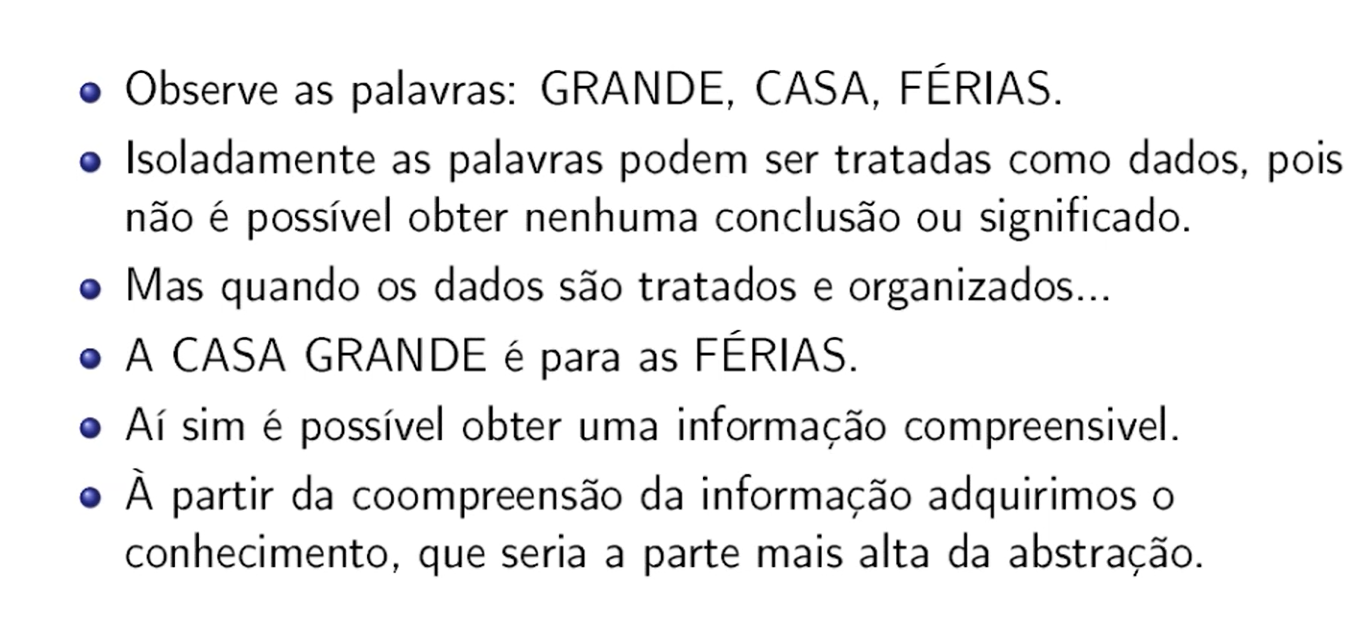 Observe as palavras: GRANDE, CASA, FÉRIAS.
Isoladamente as palavras podem ser tratadas como dados, pois
não é possível obter nenhuma conclusão ou significado.
Mas quando os dados são tratados e organizados...
A CASA GRANDE é para as FÉRIAS.
Aí sim é possível obter uma informação compreensivel.
À partir da coompreensão da informação adquirimos o
conhecimento, que seria a parte mais alta da abstração.